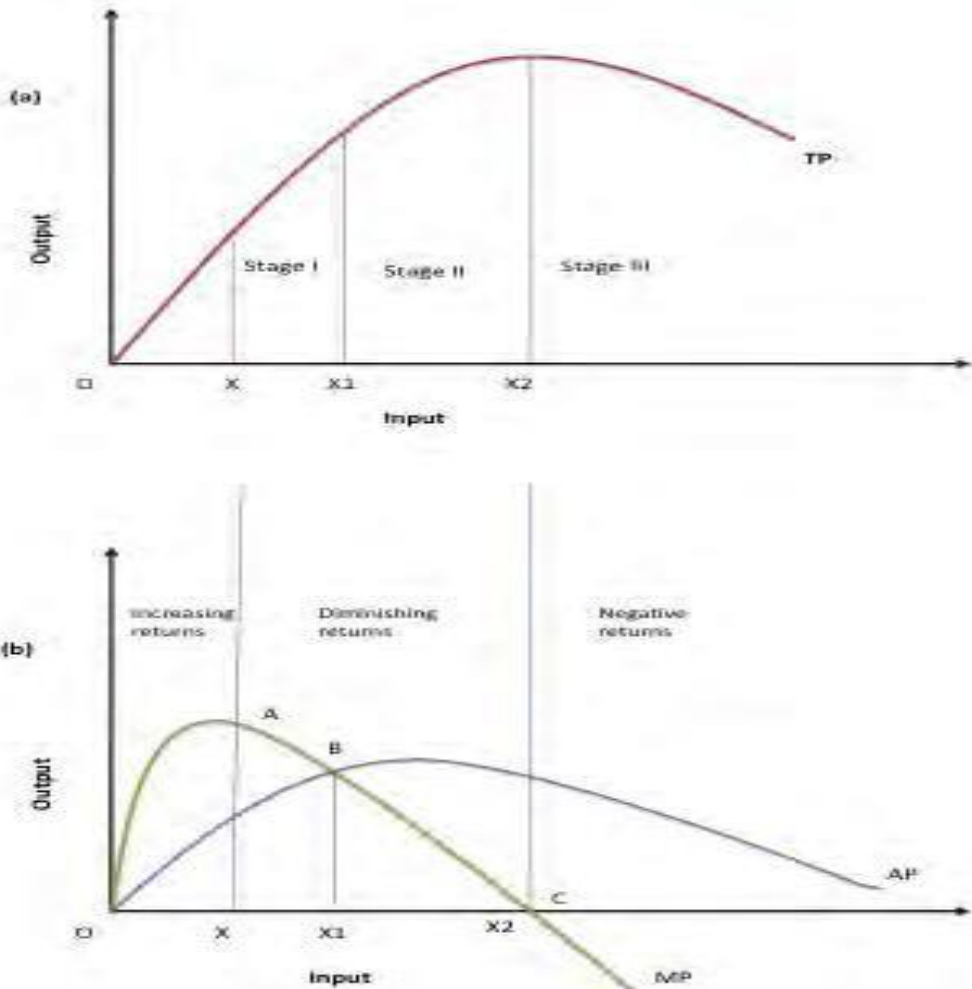 (a)
Output
TP
Stage I
Stage II
Stage III
O
X
X1
X2
Input
Increasing
returns
Diminishing
returns
Negative
returns
(b)
A
B
Output
AP
C
O
X
X1
X2
Input
MP